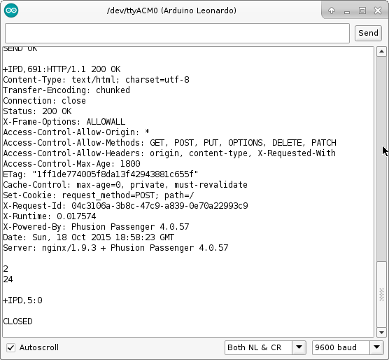 /dev/ttyACM0 (Arduino Leonardo)
Send
SEND OK
+IPD,691:HTTP/1.1 200 OK
Content-Type: text/html; charset=utf-8
Transfer-Encoding: chunked
Connection: close
Status: 200 OK
X-Frame-Options: ALLOWALL
Access-Control-Allow-Origin: *
Access-Control-Allow-Methods: GET, POST, PUT, OPTIONS, DELETE, PATCH
Access-Control-Allow-Headers: origin, content-type, X-Requested-With
Access-Control-Max-Age: 1800
ETag: "1ff1de774005f8da13f42943881c655f"
Cache-Control: max-age=0, private, must-revalidate
Set-Cookie: request_method=POST; path=/
X-Request-Id: 04c3106a-3b8c-47c9-a839-0e70a22993c9
X-Runtime: 0.017574
X-Powered-By: Phusion Passenger 4.0.57
Date: Sun, 18 Oct 2015 18:58:23 GMT
Server: nginx/1.9.3 + Phusion Passenger 4.0.57
2
24
+IPD,5:0
CLOSED
Autoscroll
Both NL & CR
9600 baud